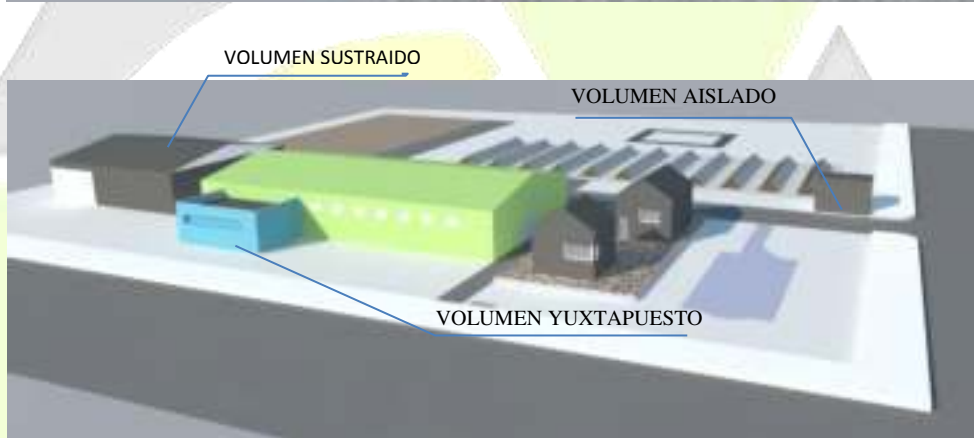 VOLUMEN SUSTRAIDO
VOLUMEN AISLADO
VOLUMEN YUXTAPUESTO